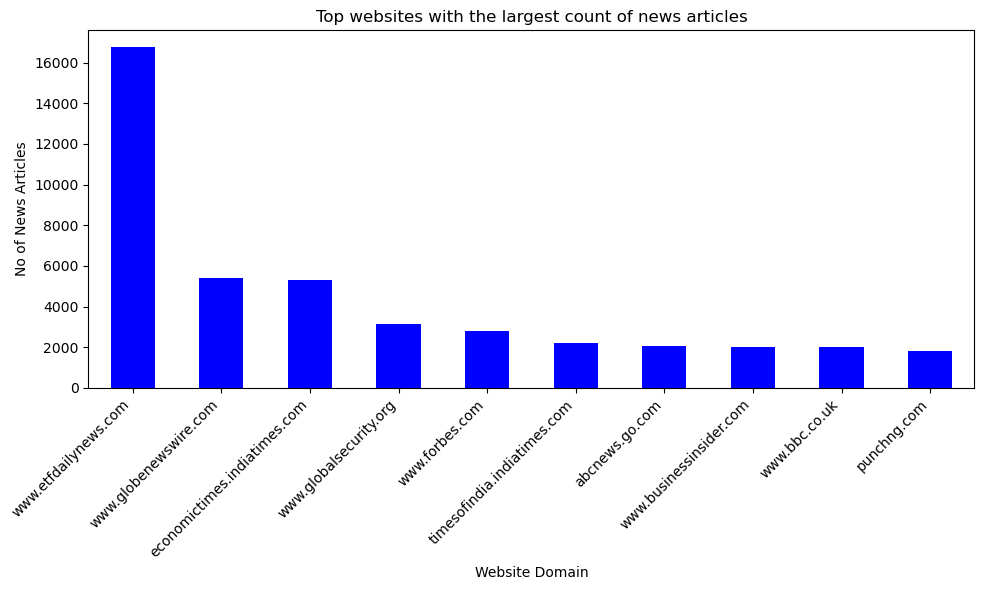 Top websites with the largest count of news articles
No of News Articles
16000
14000
12000
10000
8000
6000
4000
2000
0
www.etfdailynews.com
www.globenewswire.com
economictimes.indiatimes.com
www.globalsecurity.org
www.forbes.com
timesofindia.indiatimes.com
abcnews.go.com
www.businessinsider.com
www.bbc.co.uk
punchng.com
Website Domain